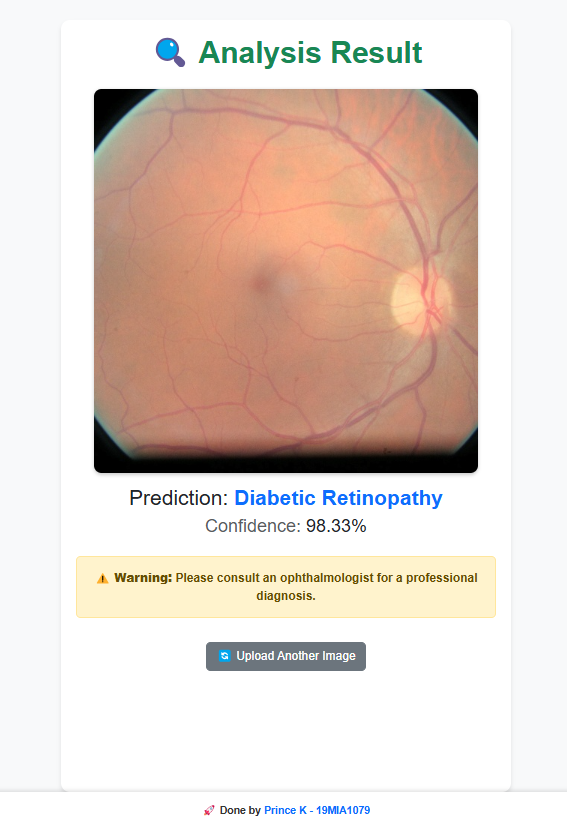 Analysis Result
Prediction: Diabetic Retinopathy
Confidence: 98.33%
Warning: Please consult an ophthalmologist for a professional
diagnosis.
Upload Another Image
Done by Prince K - 19MIA1079